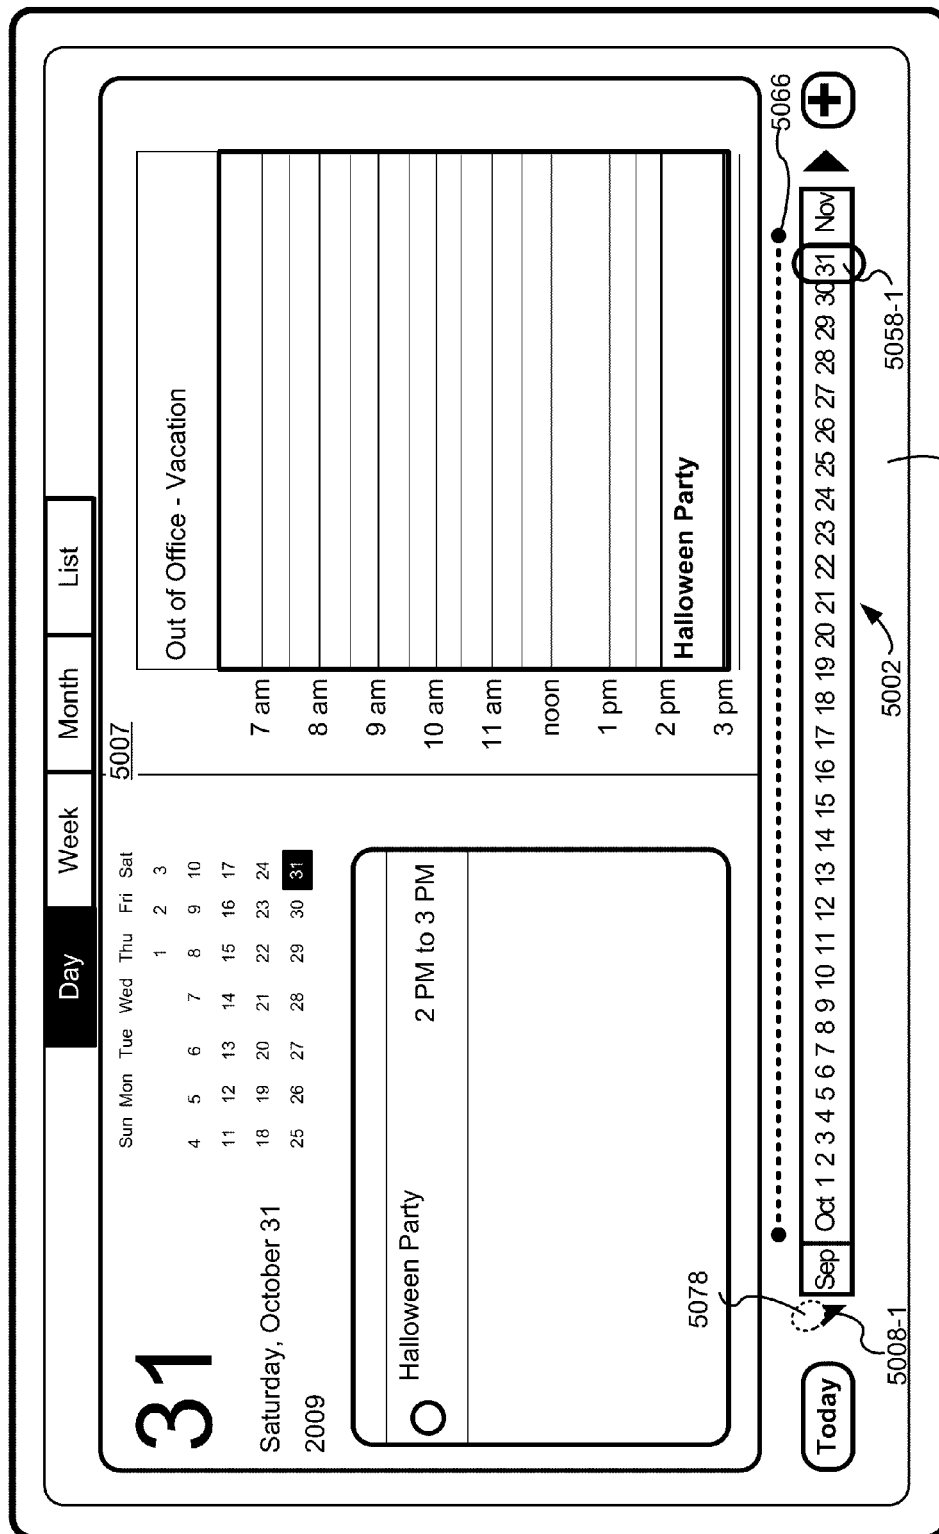 Day Week Month List
5007
31
Saturday, October 31
2009
Sun Mon Tue Wed Thu Fri Sat
1 2 3
4 5 6 7 8 9 10
11 12 13 14 15 16 17
18 19 20 21 22 23 24
25 26 27 28 29 30 31
Halloween Party 2 PM to 3 PM
Out of Office - Vacation
7 am
8 am
9 am
10 am
11 am
noon
1 pm
2 pm
Halloween Party
3 pm
5078
5066
Today Sep Oct 1 2 3 4 5 6 7 8 9 10 11 12 13 14 15 16 17 18 19 20 21 22 23 24 25 26 27 28 29 30 31 Nov +
5008-1
5002
5058-1